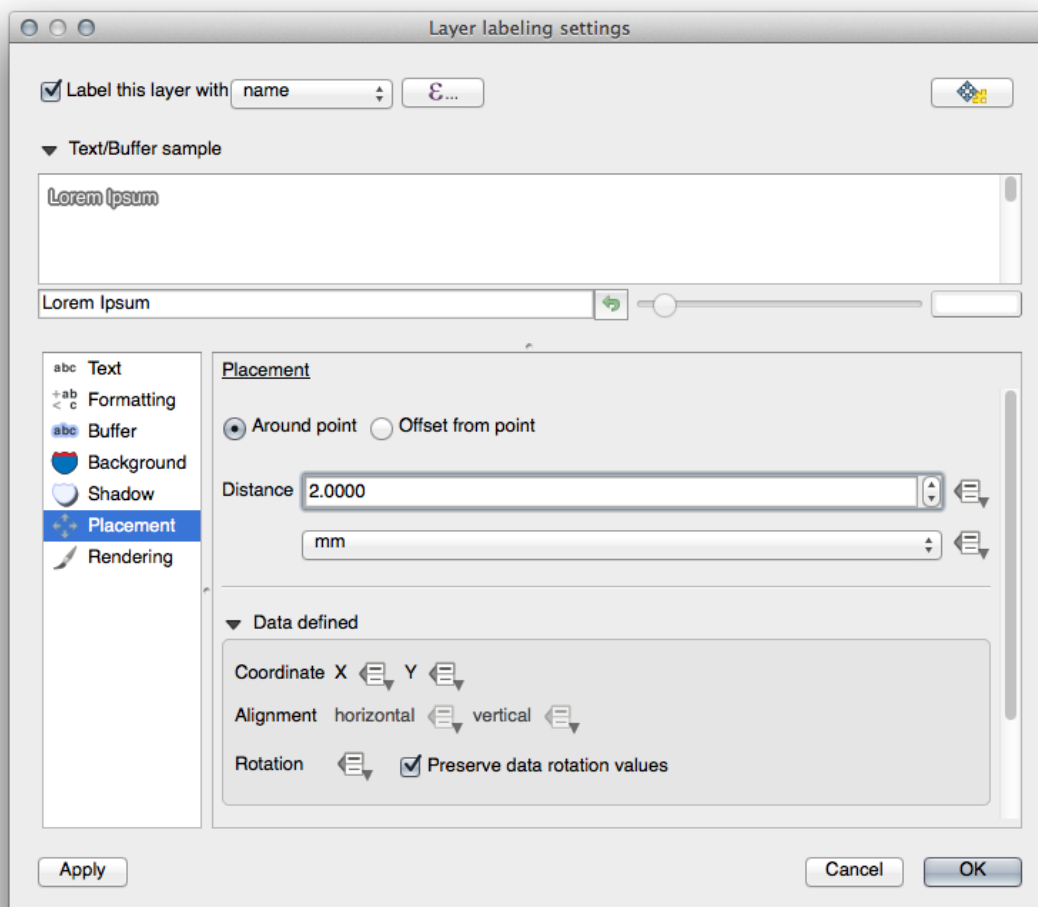 Layer labeling settings
Label this layer with name ε...
Text/Buffer sample
Lorem Ipsum
Lorem Ipsum
abc Text
+ab < c Formatting
abc Buffer
Background
Shadow
Placement
Rendering
Placement
Around point Offset from point
Distance 2.0000
mm
Data defined
Coordinate X Y
Alignment horizontal vertical
Rotation Preserve data rotation values
Apply Cancel OK